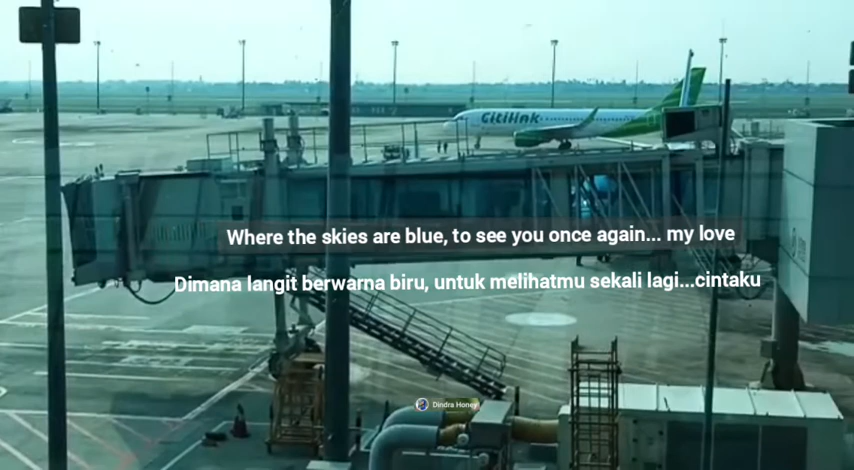 Citilink
Where the skies are blue, to see you once again... my love
Dimana langit berwarna biru, untuk melihatmu sekali lagi...cintaku
Dindra Honey